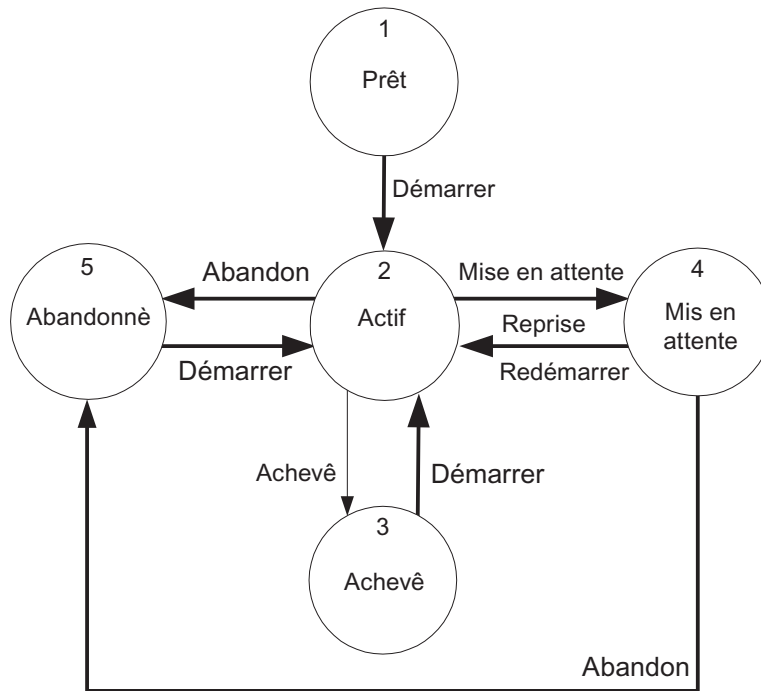 1
Prêt
Démarrer
5
Abandonnè
Abandon
Démarrer
2
Actif
Mise en attente
Reprise
Redémarrer
4
Mis en
attente
Achevê
Démarrer
3
Achevê
Abandon